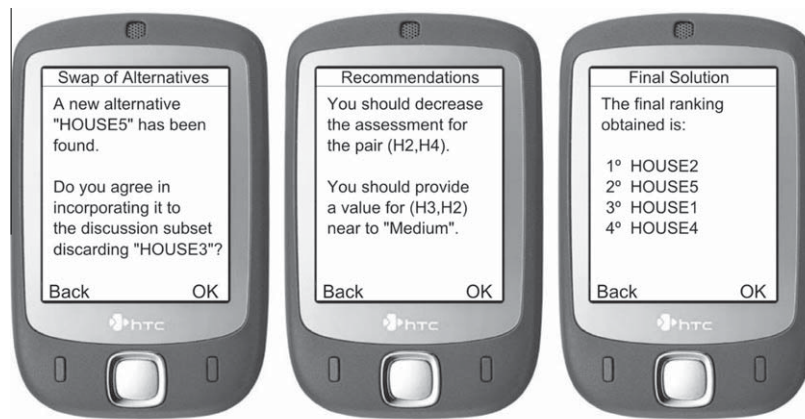 Swap of Alternatives
A new alternative
"HOUSE5" has been
found.
Do you agree in
incorporating it to
the discussion subset
discarding "HOUSE3"?
Back OK
htc
Recommendations
You should decrease
the assessment for
the pair (H2,H4).
You should provide
a value for (H3,H2)
near to "Medium".
Back OK
htc
Final Solution
The final ranking
obtained is:
1º HOUSE2
2º HOUSE5
3º HOUSE1
4º HOUSE4
Back OK
htc